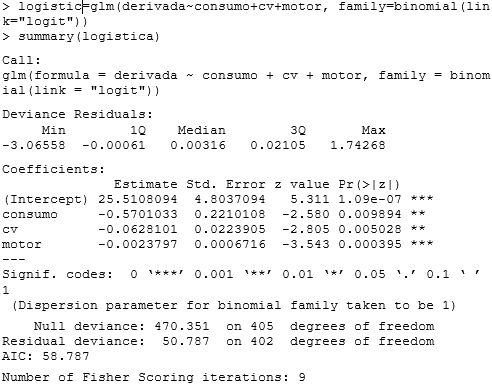 > logistic=glm(derivada~consumo+cv+motor, family=binomial(lin
k="logit"))
> summary(logistica)
Call:
glm(formula = derivada ~ consumo + cv + motor, family = binom
ial(link = "logit"))
Deviance Residuals:
Min 1Q Median 3Q Max
-3.06558 -0.00061 0.00316 0.02105 1.74268
Coefficients:
Estimate Std. Error z value Pr(>|z|)
(Intercept) 25.5108094 4.8037094 5.311 1.09e-07 ***
consumo -0.5701033 0.2210108 -2.580 0.009894 **
cv -0.0628101 0.0223905 -2.805 0.005028 **
motor -0.0023797 0.0006716 -3.543 0.000395 ***
---
Signif. codes: 0 ‘***’ 0.001 ‘**’ 0.01 ‘*’ 0.05 ‘.’ 0.1 ‘ ’
1
(Dispersion parameter for binomial family taken to be 1)
Null deviance: 470.351 on 405 degrees of freedom
Residual deviance: 50.787 on 402 degrees of freedom
AIC: 58.787
Number of Fisher Scoring iterations: 9